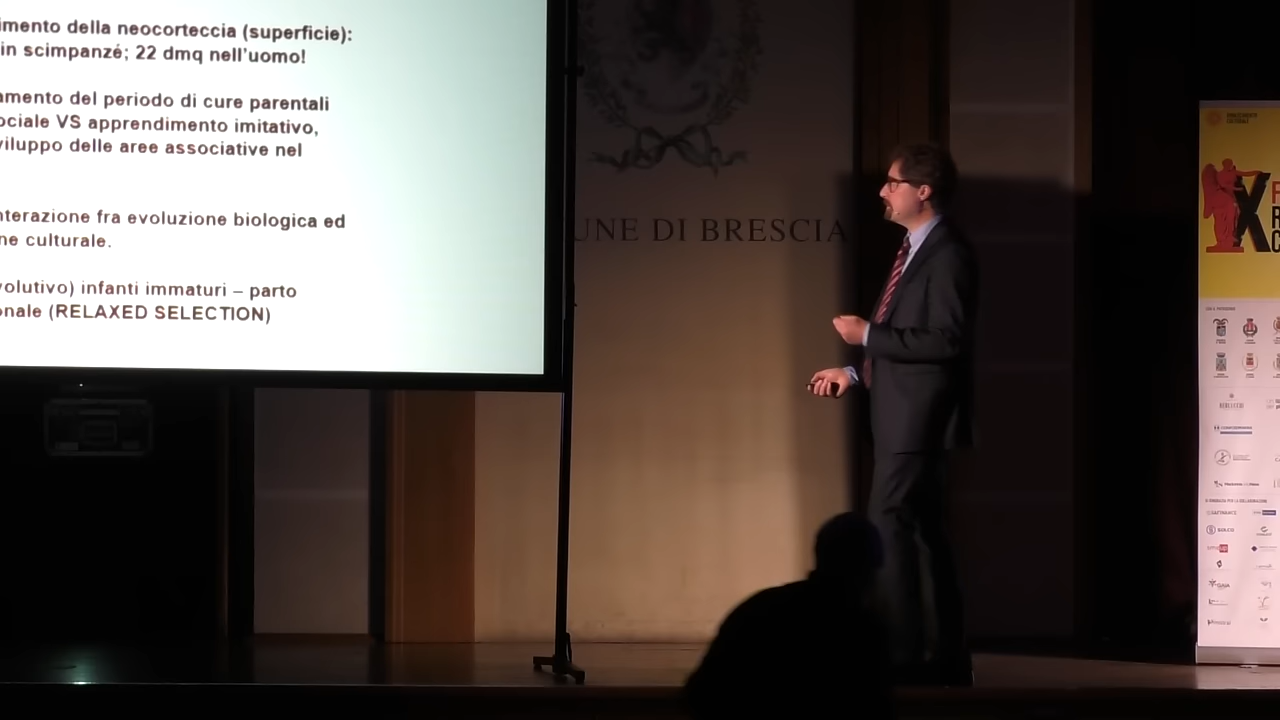 imento della neocorteccia (superficie):
in scimpanzé; 22 dmq nell'uomo!
amento del periodo di cure parentali
ociale VS apprendimento imitativo,
viluppo delle aree associative nel
nterazione fra evoluzione biologica ed
ne culturale.
volutivo) infanti immaturi – parto
onale (RELAXED SELECTION)
UNE DI BRESCIA
X